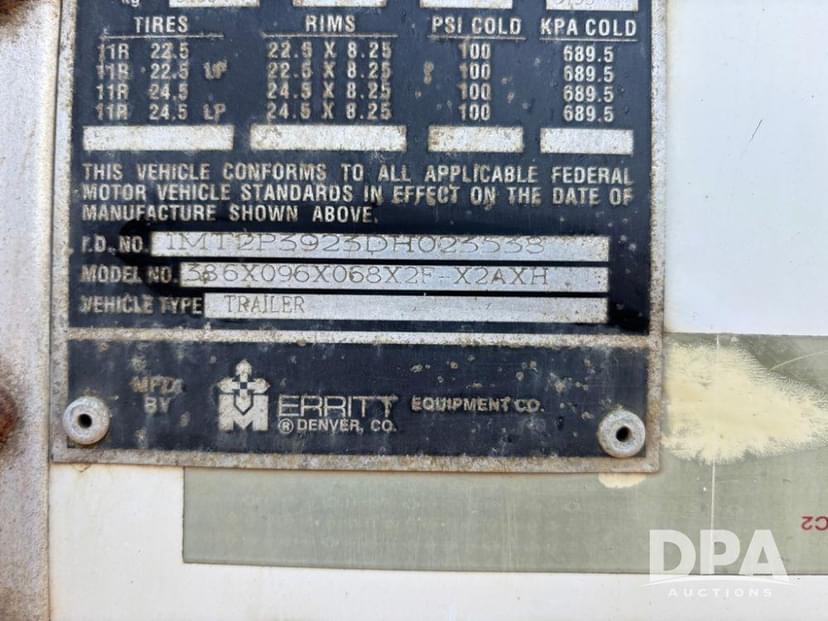 kg
TIRES RIMS PSI COLD KPA COLD
11R 22.5 22.5 X 8.25 100 689.5
11R 22.5 LP 22.5 X 8.25 100 689.5
11R 24.5 24.5 X 8.25 100 689.5
11R 24.5 LP 24.5 X 8.25 100 689.5
THIS VEHICLE CONFORMS TO ALL APPLICABLE FEDERAL
MOTOR VEHICLE STANDARDS IN EFFECT ON THE DATE OF
MANUFACTURE SHOWN ABOVE.
I.D. NO. 1MT2P3923DH023538
MODEL NO. 386X096X068X2F-X2AXH
VEHICLE TYPE TRAILER
MFD. BY MERRITT ® EQUIPMENT CO.
DENVER, CO.
C2
DPA
AUCTIONS